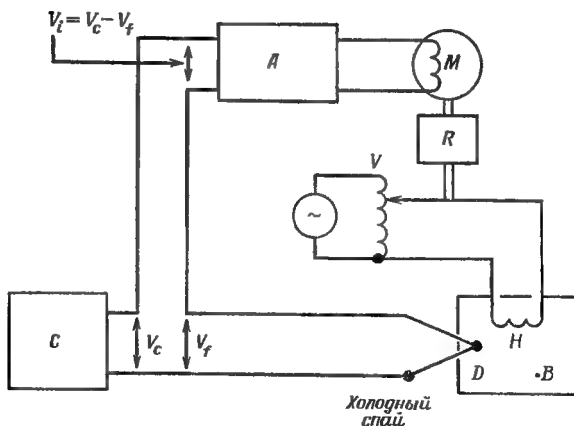 V_i = V_c – V_f
A
M
R
V
~
C
V_c
V_f
H
D
·B
Холодный
спай